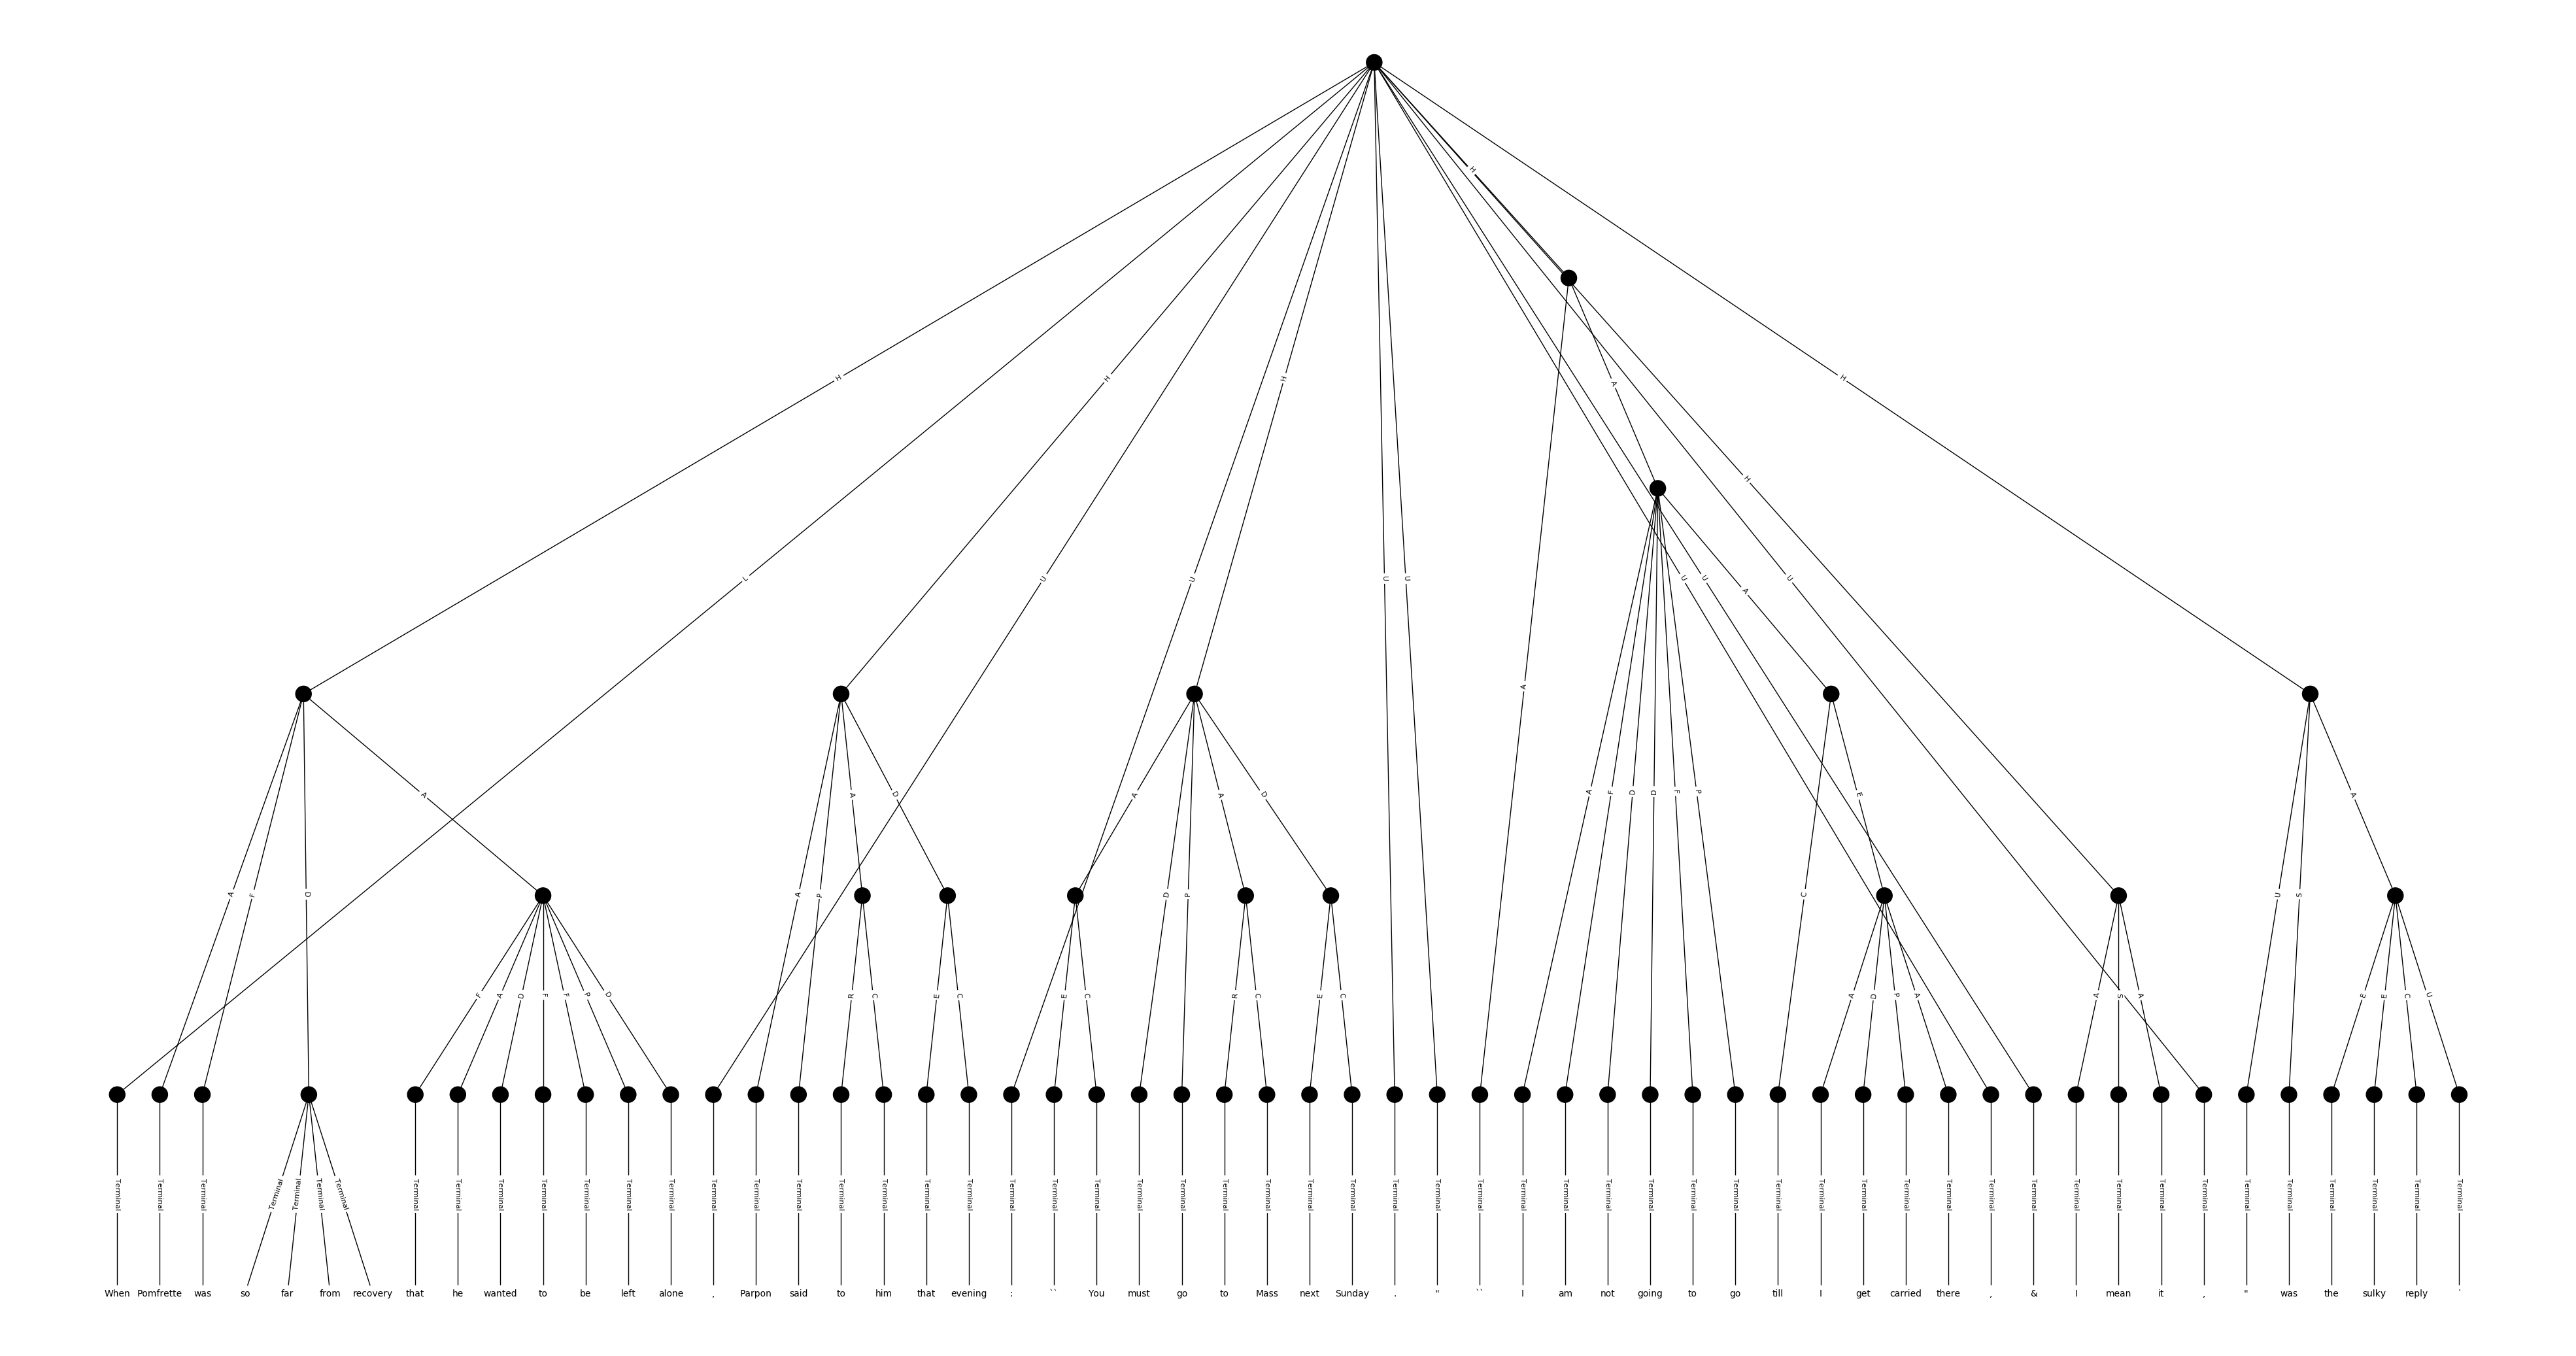 H
H
H
H
A
H
L
U
U
U
U
U
U
A
U
H
A
A
A
D
A
D
A
F
D
D
F
P
E
A
A
F
D
A
P
D
P
C
U
S
F
A
D
F
F
P
D
R
C
E
C
E
C
R
C
E
C
A
D
P
A
A
S
A
E
E
C
U
Terminal Terminal Terminal Terminal Terminal Terminal Terminal Terminal Terminal Terminal Terminal Terminal Terminal Terminal Terminal Terminal Terminal Terminal Terminal Terminal Terminal Terminal Terminal Terminal Terminal Terminal Terminal Terminal Terminal Terminal Terminal Terminal Terminal Terminal Terminal Terminal Terminal Terminal Terminal Terminal Terminal Terminal Terminal Terminal Terminal Terminal Terminal Terminal Terminal Terminal Terminal Terminal Terminal Terminal Terminal Terminal
When Pomfrette was so far from recovery that he wanted to be left alone , Parpon said to him that evening : `` You must go to Mass next Sunday . " `` I am not going to go till I get carried there , & I mean it , " was the sulky reply .